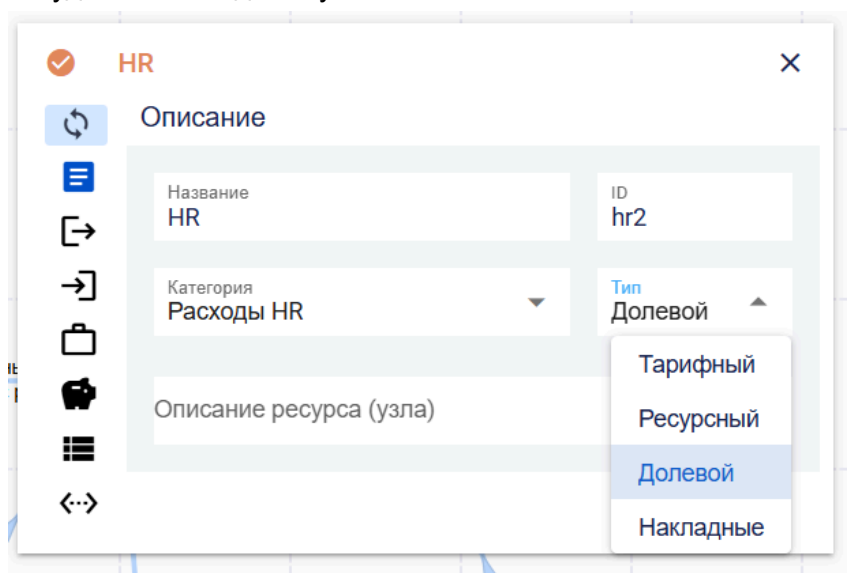 HR
Описание
Название
HR
ID
hr2
Категория
Расходы HR
Тип
Долевой
Описание ресурса (узла)
Тарифный
Ресурсный
Долевой
Накладные